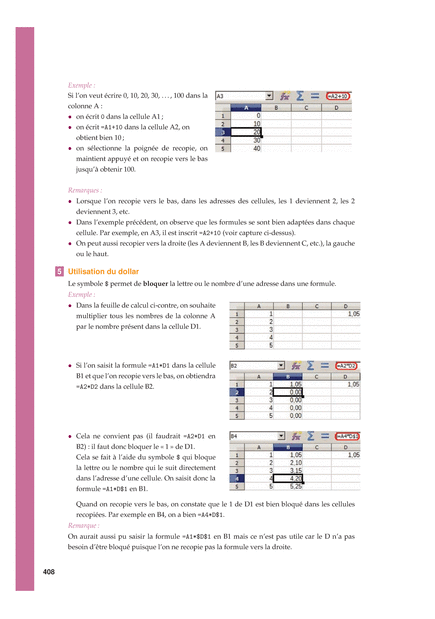 Exemple :
Si l'on veut écrire 0, 10, 20, 30, ..., 100 dans la
colonne A :
• on écrit 0 dans la cellule A1 ;
• on écrit =A1+10 dans la cellule A2, on
obtient bien 10 ;
• on sélectionne la poignée de recopie, on
maintient appuyé et on recopie vers le bas
jusqu'à obtenir 100.
A3 =A2+10
A B C D
1 0
2 10
3 20
4 30
5 40
Remarques :
• Lorsque l'on recopie vers le bas, dans les adresses des cellules, les 1 deviennent 2, les 2
deviennent 3, etc.
• Dans l'exemple précédent, on observe que les formules se sont bien adaptées dans chaque
cellule. Par exemple, en A3, il est inscrit =A2+10 (voir capture ci-dessus).
• On peut aussi recopier vers la droite (les A deviennent B, les B deviennent C, etc.), la gauche
ou le haut.
5 Utilisation du dollar
Le symbole $ permet de bloquer la lettre ou le nombre d'une adresse dans une formule.
Exemple :
• Dans la feuille de calcul ci-contre, on souhaite
multiplier tous les nombres de la colonne A
par le nombre présent dans la cellule D1.
A B C D
1 1 1,05
2 2
3 3
4 4
5 5
• Si l'on saisit la formule =A1*D1 dans la cellule
B1 et que l'on recopie vers le bas, on obtiendra
=A2*D2 dans la cellule B2.
B2 =A2*D2
A B C D
1 1 1,05 1,05
2 2 0,00
3 3 0,00
4 4 0,00
5 5 0,00
• Cela ne convient pas (il faudrait =A2*D1 en
B2) : il faut donc bloquer le « 1 » de D1.
Cela se fait à l'aide du symbole $ qui bloque
la lettre ou le nombre qui le suit directement
dans l'adresse d'une cellule. On saisit donc la
formule =A1*D$1 en B1.
B4 =A4*D$1
A B C D
1 1 1,05 1,05
2 2 2,10
3 3 3,15
4 4 4,20
5 5 5,25
Quand on recopie vers le bas, on constate que le 1 de D1 est bien bloqué dans les cellules
recopiées. Par exemple en B4, on a bien =A4*D$1.
Remarque :
On aurait aussi pu saisir la formule =A1*$D$1 en B1 mais ce n'est pas utile car le D n'a pas
besoin d'être bloqué puisque l'on ne recopie pas la formule vers la droite.
408